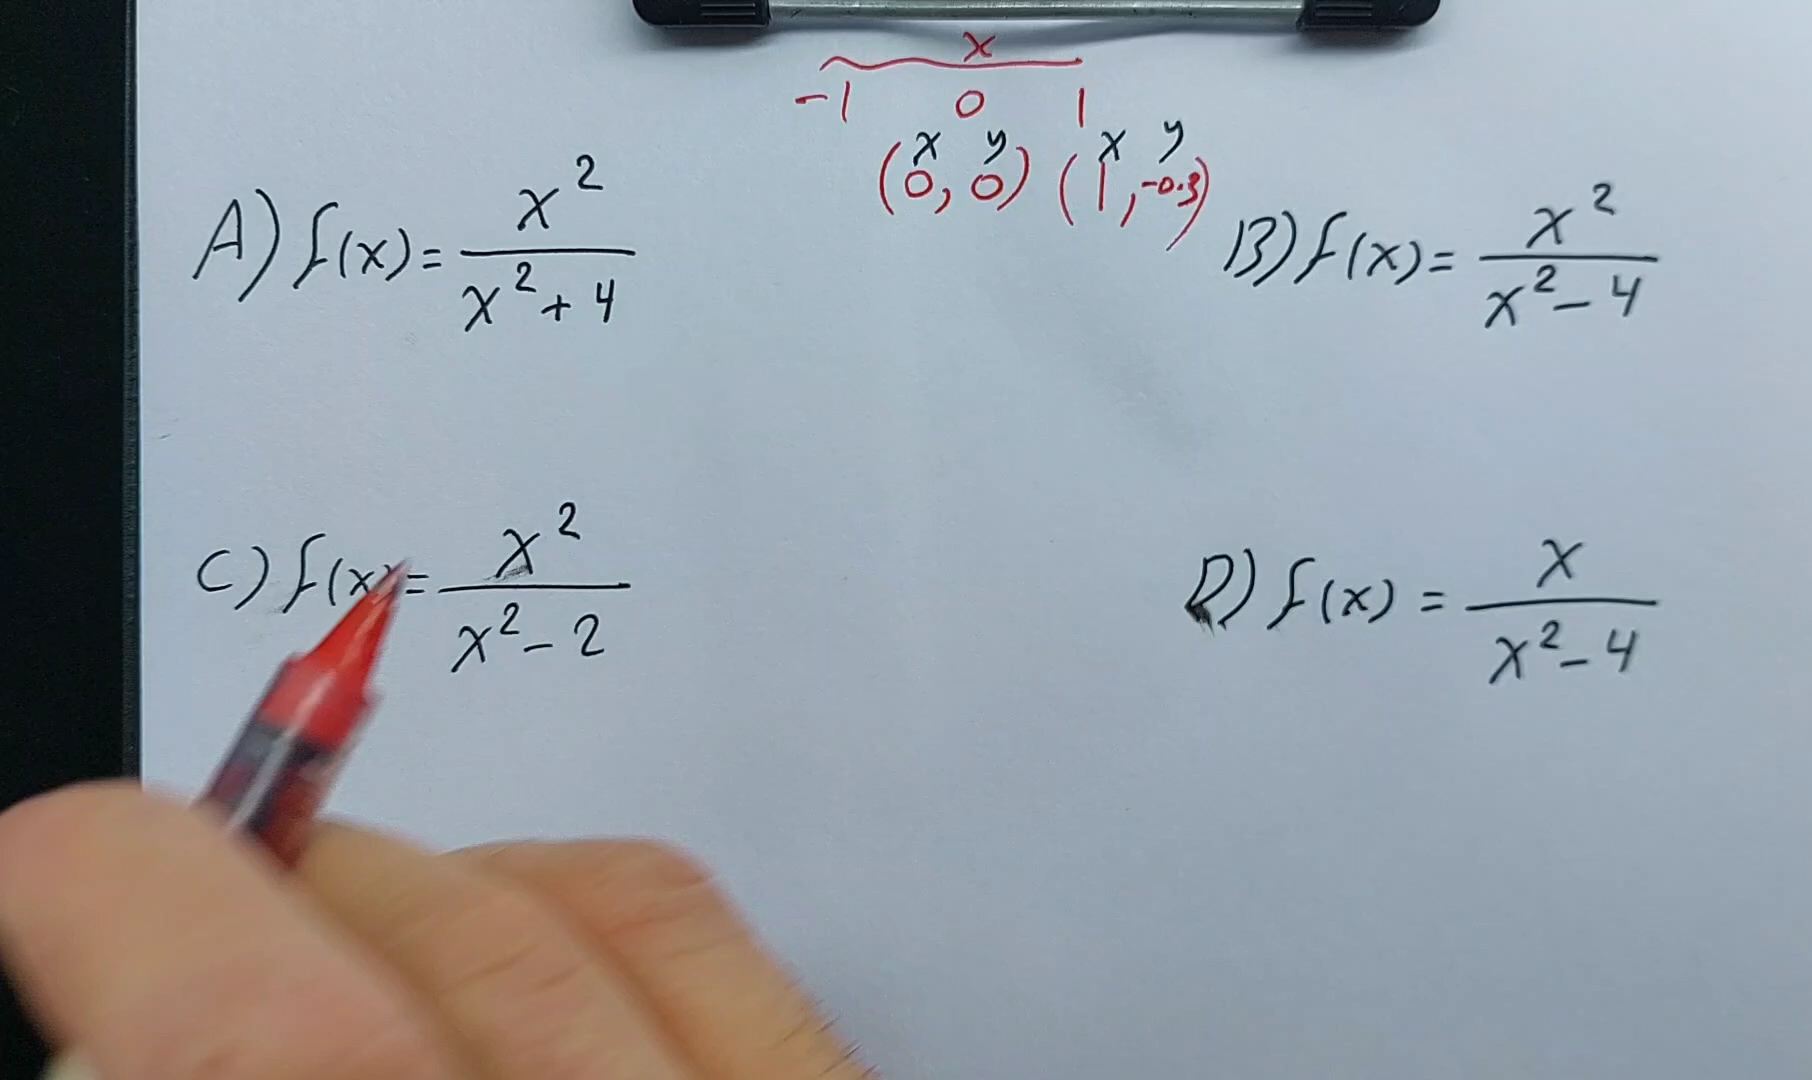 x
-1 0 1
x y x y
(0, 0) (1, -0.3)
A) f(x) = x²/(x² + 4)
B) f(x) = x²/(x² - 4)
C) f(x) = x²/(x² - 2)
D) f(x) = x/(x² - 4)